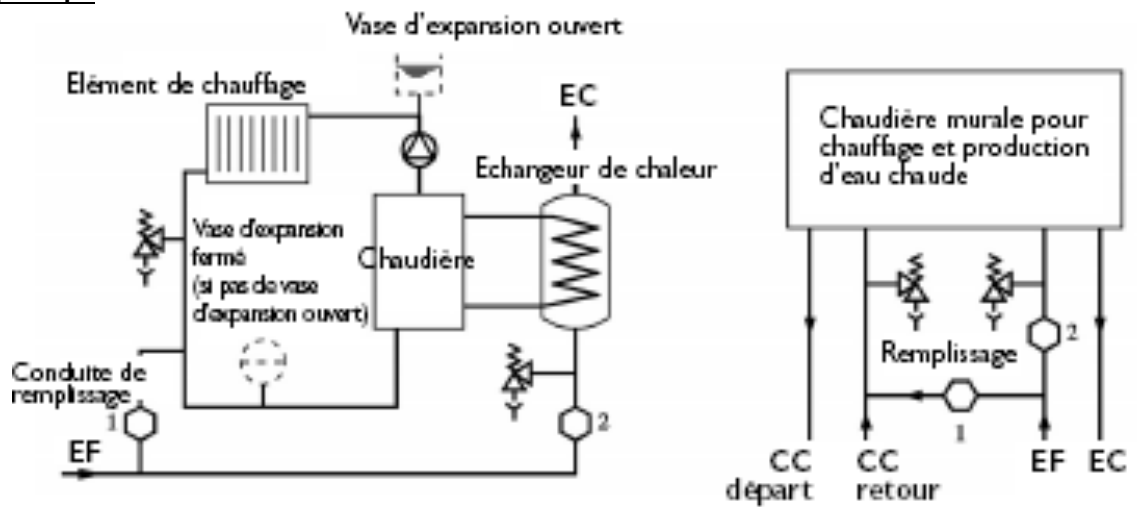 Vase d'expansion ouvert
Elément de chauffage
EC
Echangeur de chaleur
Vase d'expansion
fermé
(si pas de vase
d'expansion ouvert)
Chaudière
Conduite de
remplissage
1
2
EF
Chaudière murale pour
chauffage et production
d'eau chaude
Remplissage
2
1
CC
départ
CC
retour
EF
EC